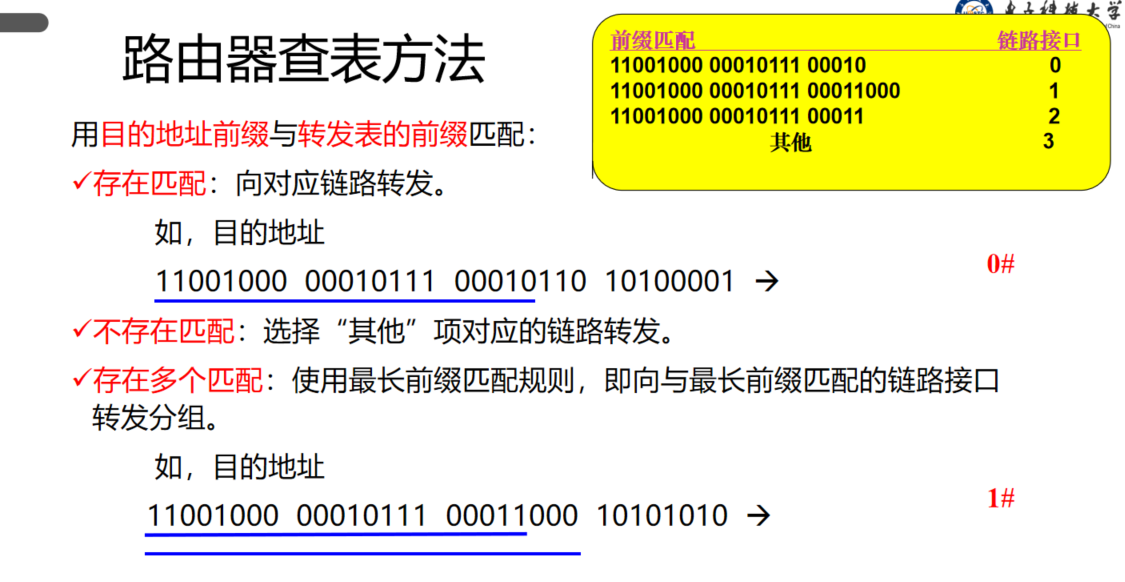 电子科技大学
路由器查表方法
前缀匹配 链路接口
11001000 00010111 00010 0
11001000 00010111 00011000 1
11001000 00010111 00011 2
其他 3
用目的地址前缀与转发表的前缀匹配：
✓存在匹配：向对应链路转发。
如，目的地址
11001000 00010111 00010110 10100001 → 0#
✓不存在匹配：选择“其他”项对应的链路转发。
✓存在多个匹配：使用最长前缀匹配规则，即向与最长前缀匹配的链路接口
转发分组。
如，目的地址
11001000 00010111 00011000 10101010 → 1#